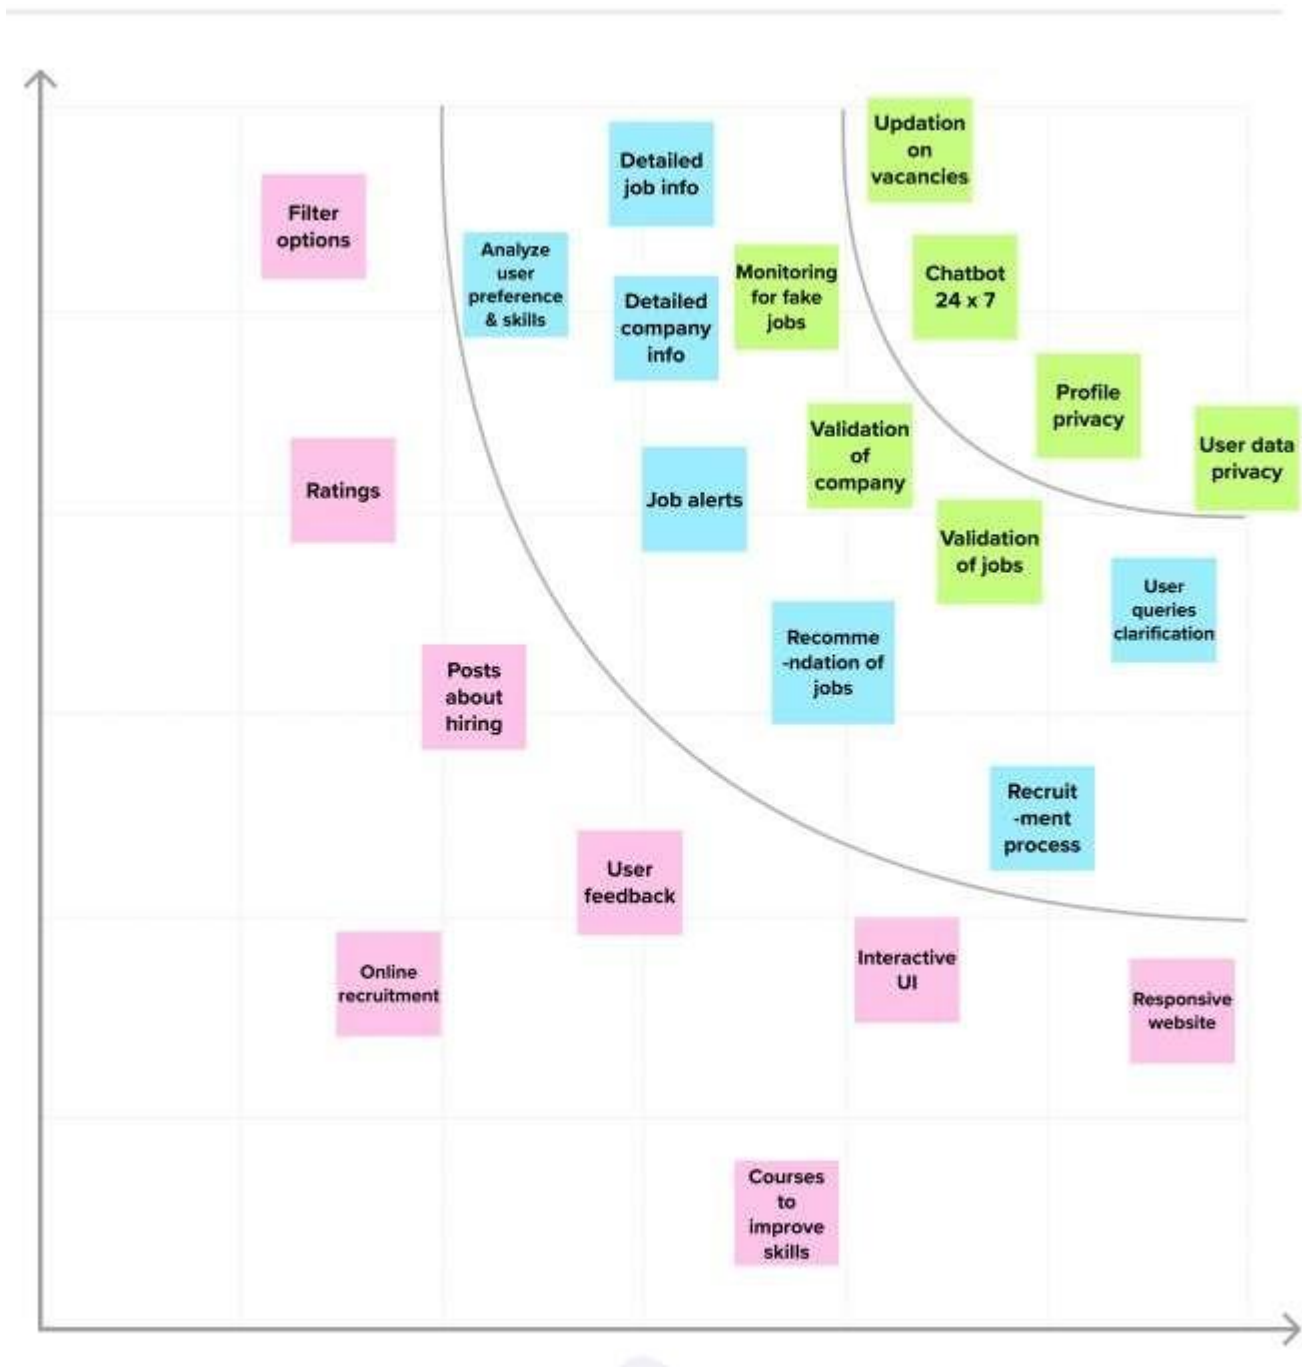 Updation
on
vacancies
Detailed
job info
Filter
options
Analyze
user
preference
& skills
Monitoring
for fake
jobs
Chatbot
24 x 7
Detailed
company
info
Profile
privacy
Validation
of
company
User data
privacy
Ratings
Job alerts
Validation
of jobs
User
queries
clarification
Recomme
-ndation of
jobs
Posts
about
hiring
Recruit
-ment
process
User
feedback
Online
recruitment
Interactive
UI
Responsive
website
Courses
to
improve
skills